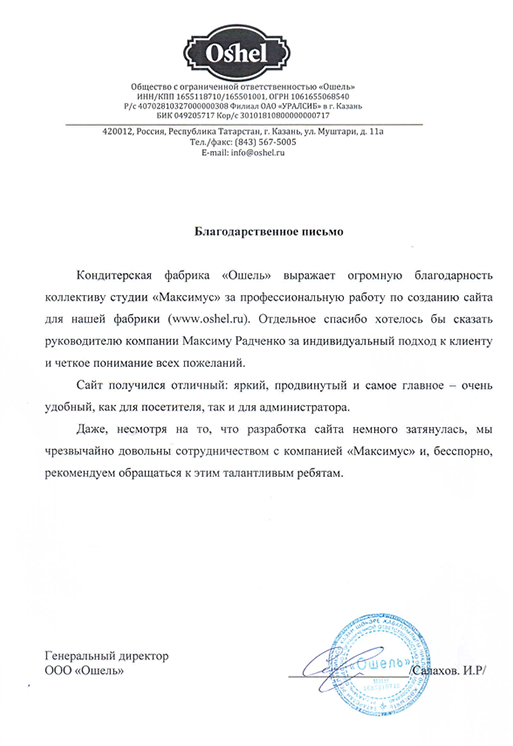 Oshel
Общество с ограниченной ответственностью «Ошель»
ИНН/КПП 1655118710/165501001, ОГРН 1061655068540
Р/с 40702810327000000308 Филиал ОАО «УРАЛСИБ» в г. Казань
БИК 049205717 Кор/с 30101810800000000717
420012, Россия, Республика Татарстан, г. Казань, ул. Муштари, д. 11а
Тел./факс: (843) 567-5005
E-mail: info@oshel.ru
Благодарственное письмо
Кондитерская фабрика «Ошель» выражает огромную благодарность
коллективу студии «Максимус» за профессиональную работу по созданию сайта
для нашей фабрики (www.oshel.ru). Отдельное спасибо хотелось бы сказать
руководителю компании Максиму Радченко за индивидуальный подход к клиенту
и четкое понимание всех пожеланий.
Сайт получился отличный: яркий, продвинутый и самое главное – очень
удобный, как для посетителя, так и для администратора.
Даже, несмотря на то, что разработка сайта немного затянулась, мы
чрезвычайно довольны сотрудничеством с компанией «Максимус» и, бесспорно,
рекомендуем обращаться к этим талантливым ребятам.
Генеральный директор
ООО «Ошель»
/Салахов. И.Р/
«Ошель»